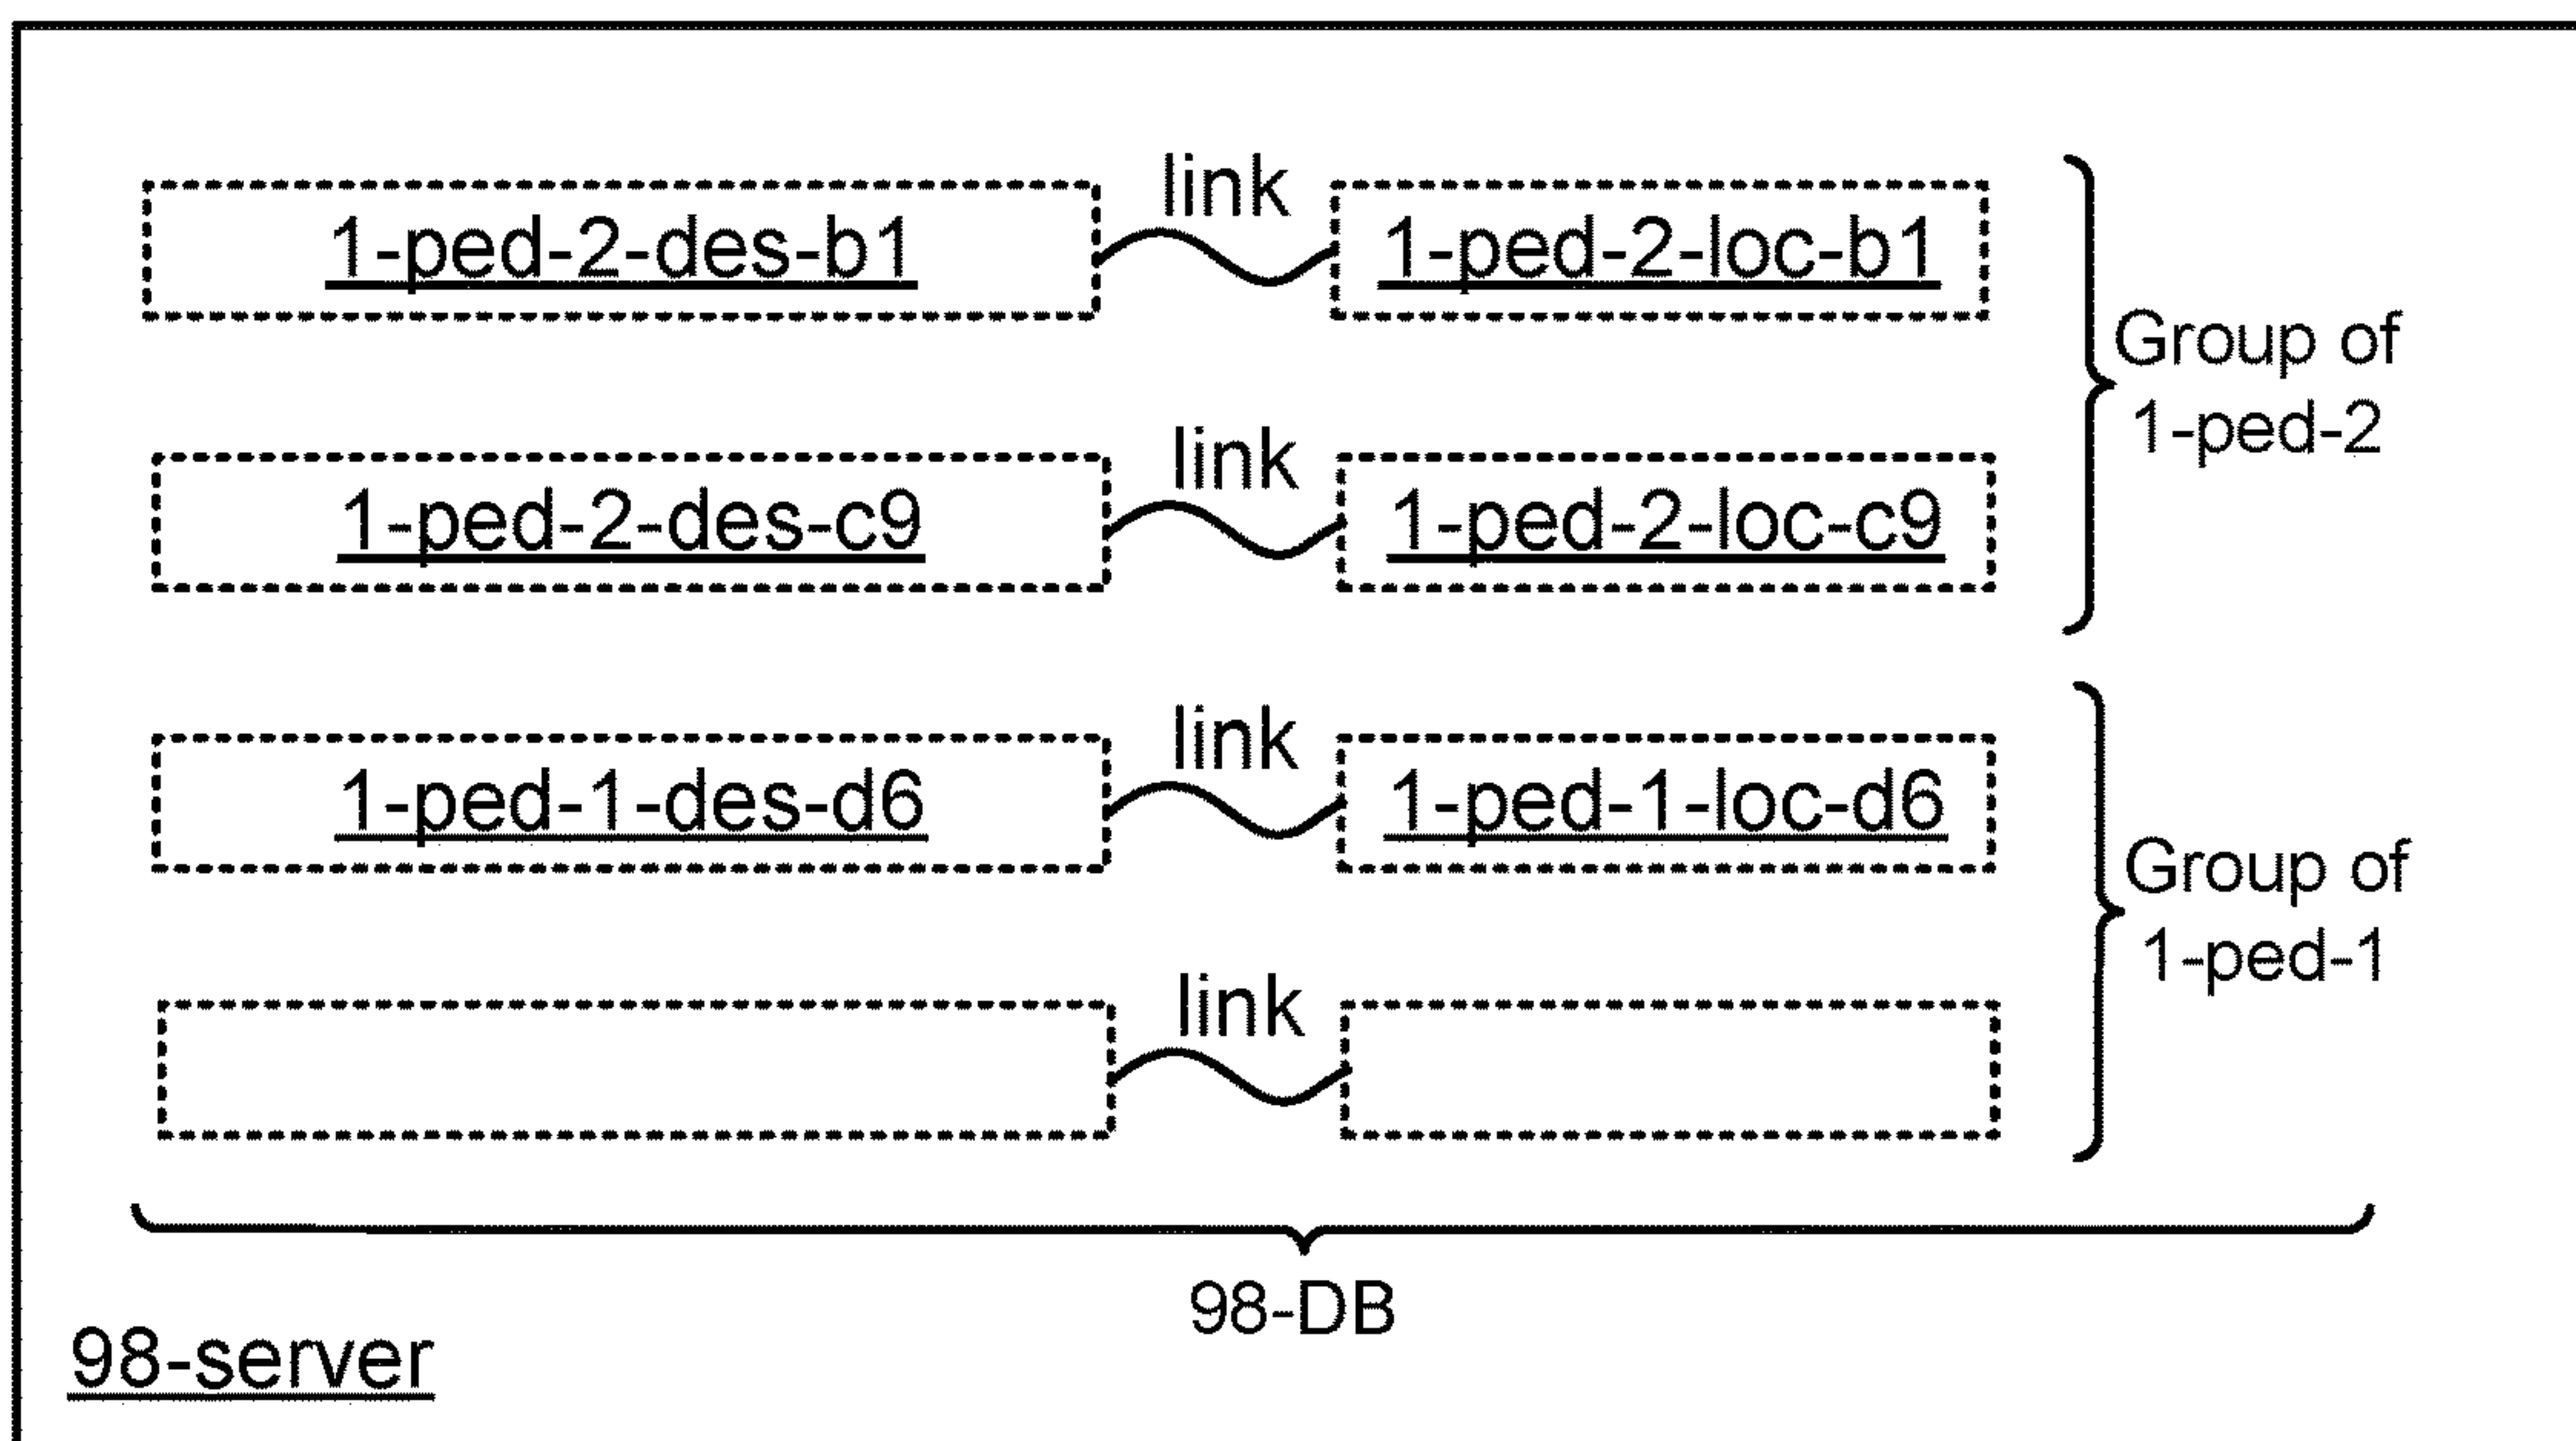 link
1-ped-2-des-b1 1-ped-2-loc-b1
Group of
1-ped-2
link
1-ped-2-des-c9 1-ped-2-loc-c9
link
1-ped-1-des-d6 1-ped-1-loc-d6
Group of
1-ped-1
link
98-DB
98-server